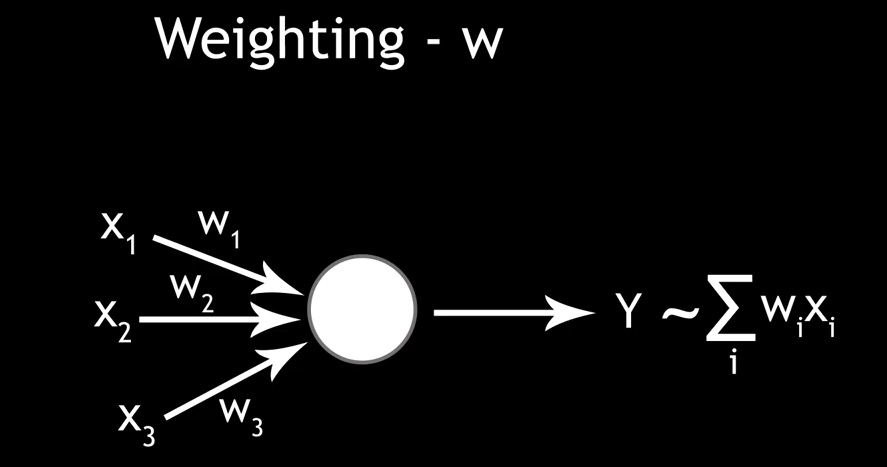 Weighting - w
x₁
w₁
w₂
x₂
Y ~ ∑ᵢ wᵢxᵢ
x₃
w₃